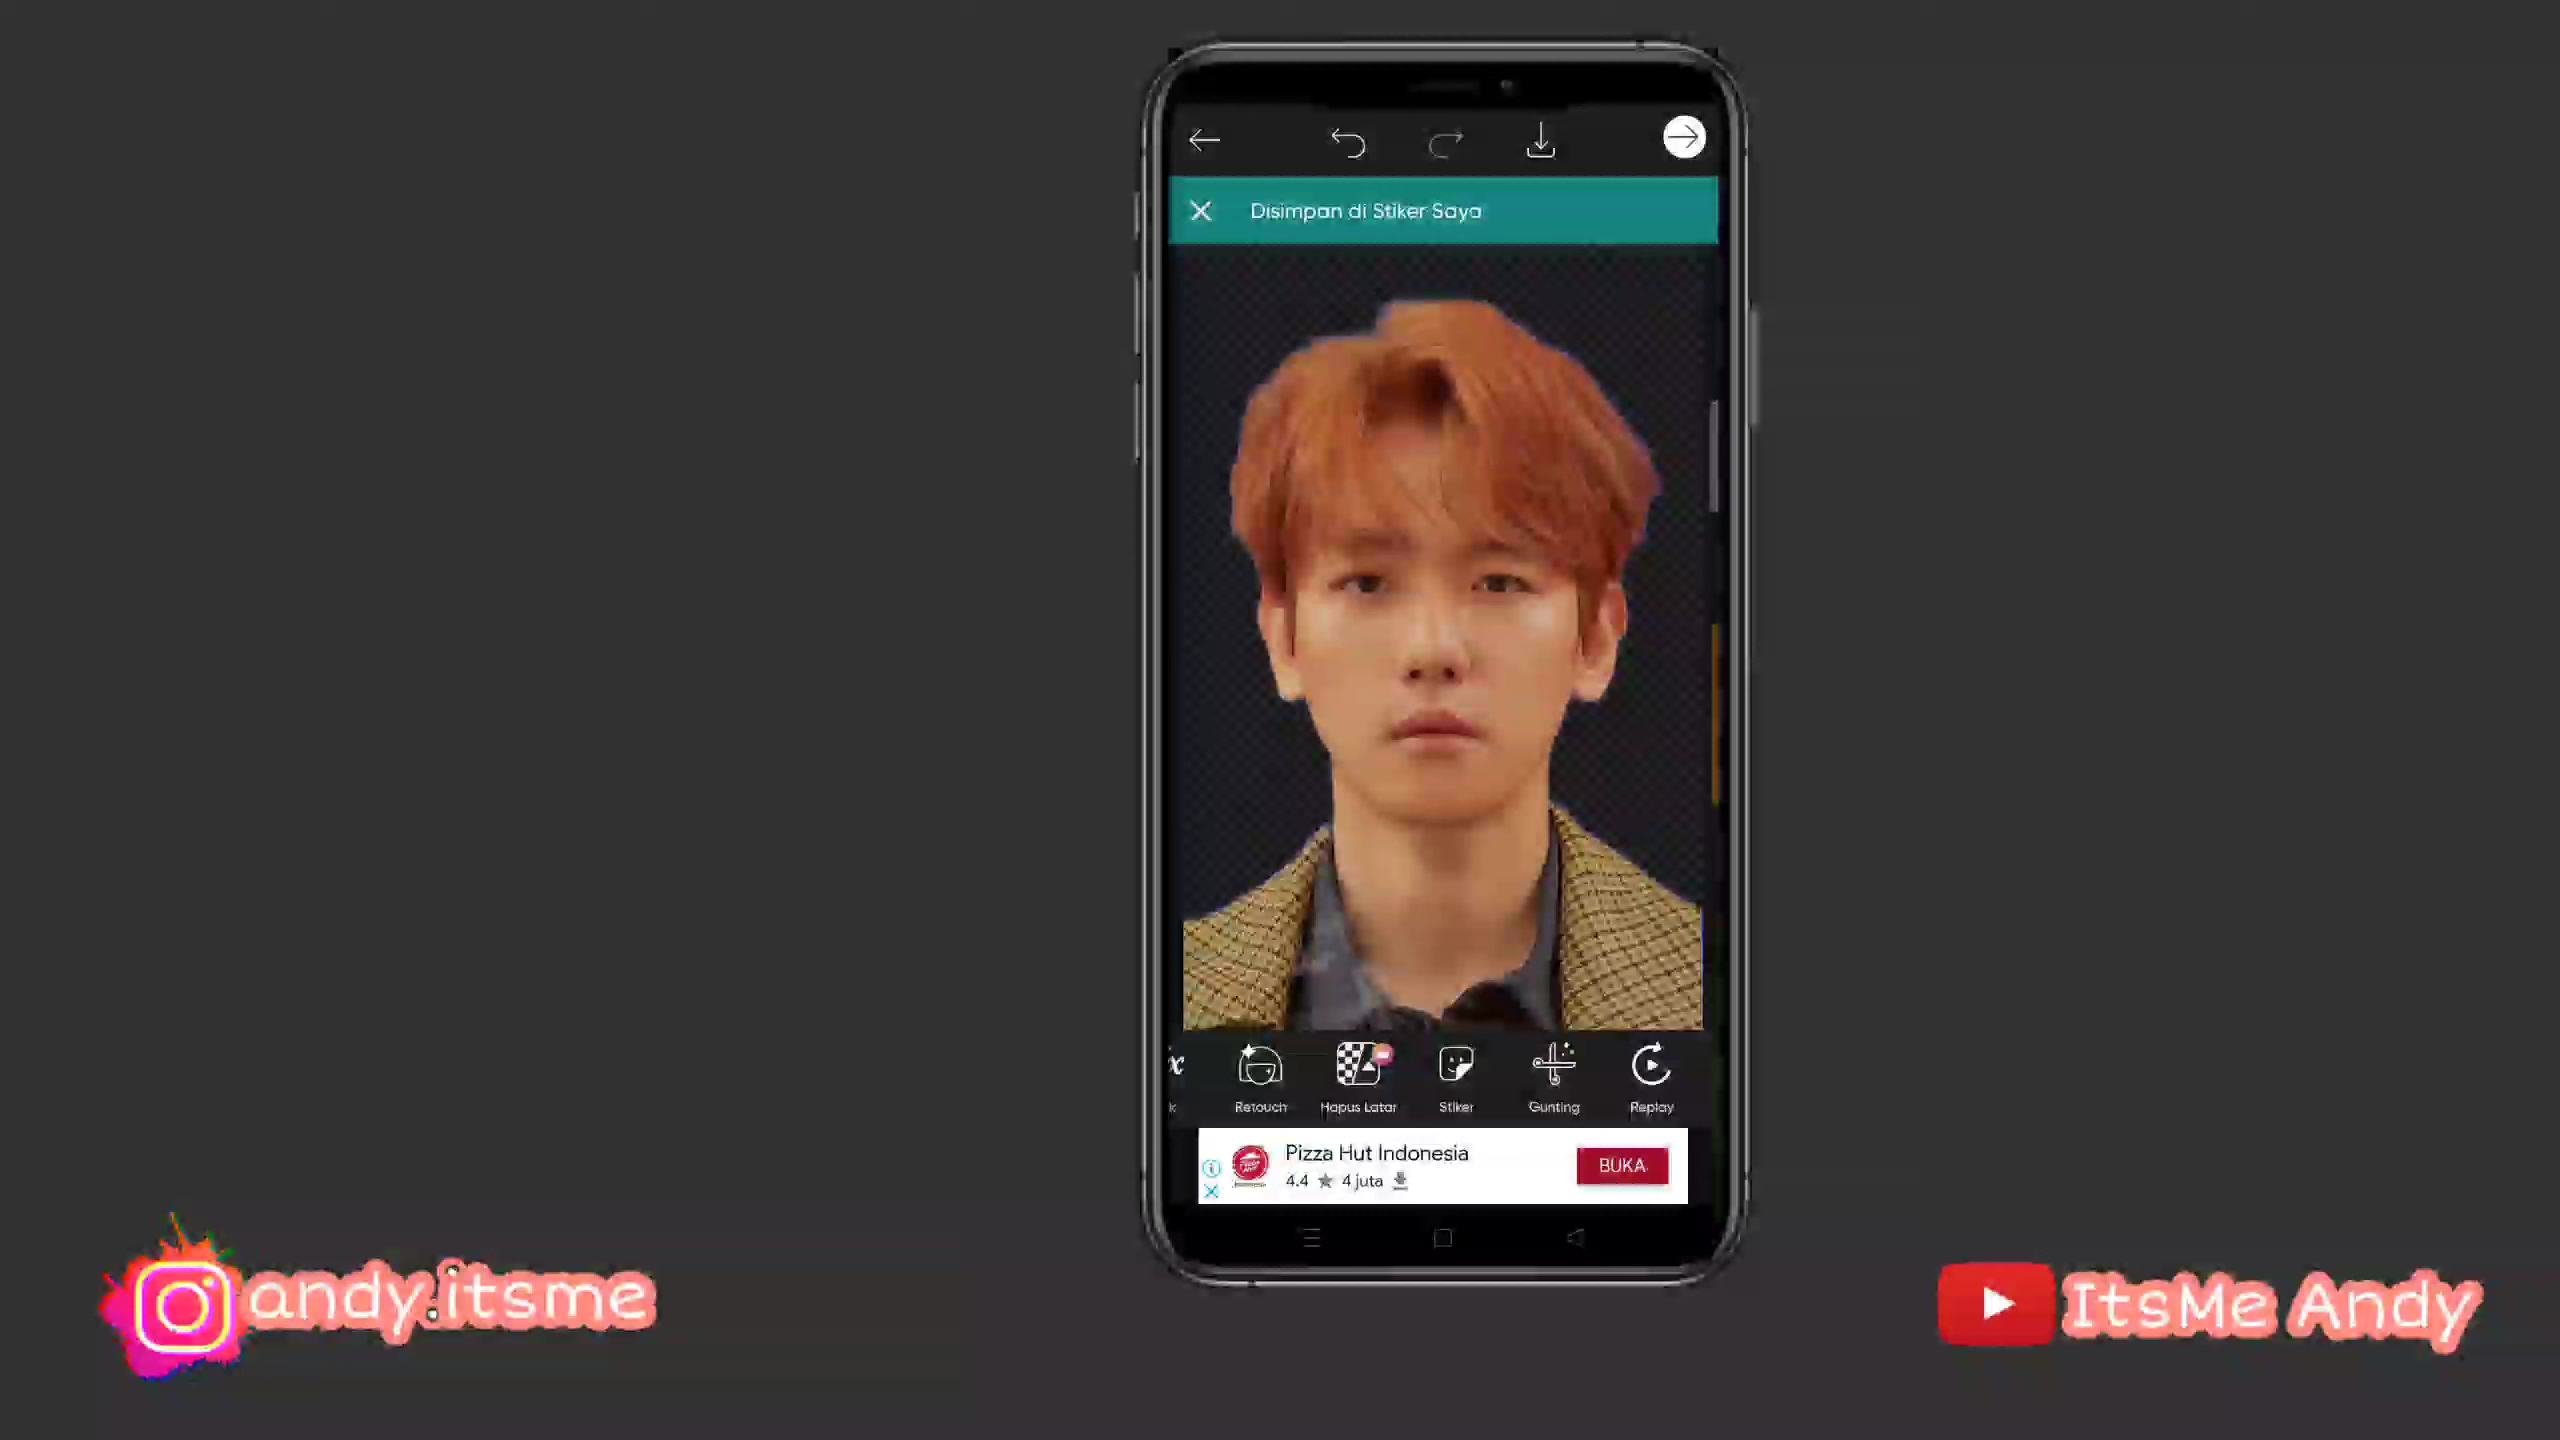 Disimpan di Stiker Saya
Retouch
Hapus Latar
Stiker
Gunting
Replay
Pizza Hut Indonesia
4.4 ★ 4 juta
BUKA
andy.itsme
ItsMe Andy